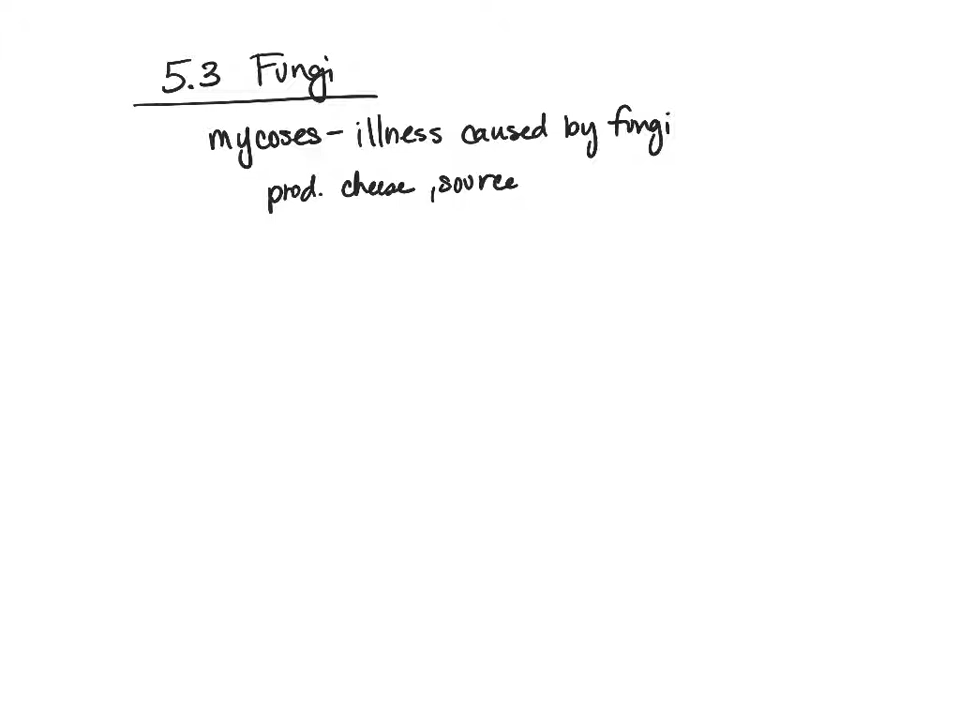 5.3 Fungi
mycoses - illness caused by fungi
prod. cheese, source